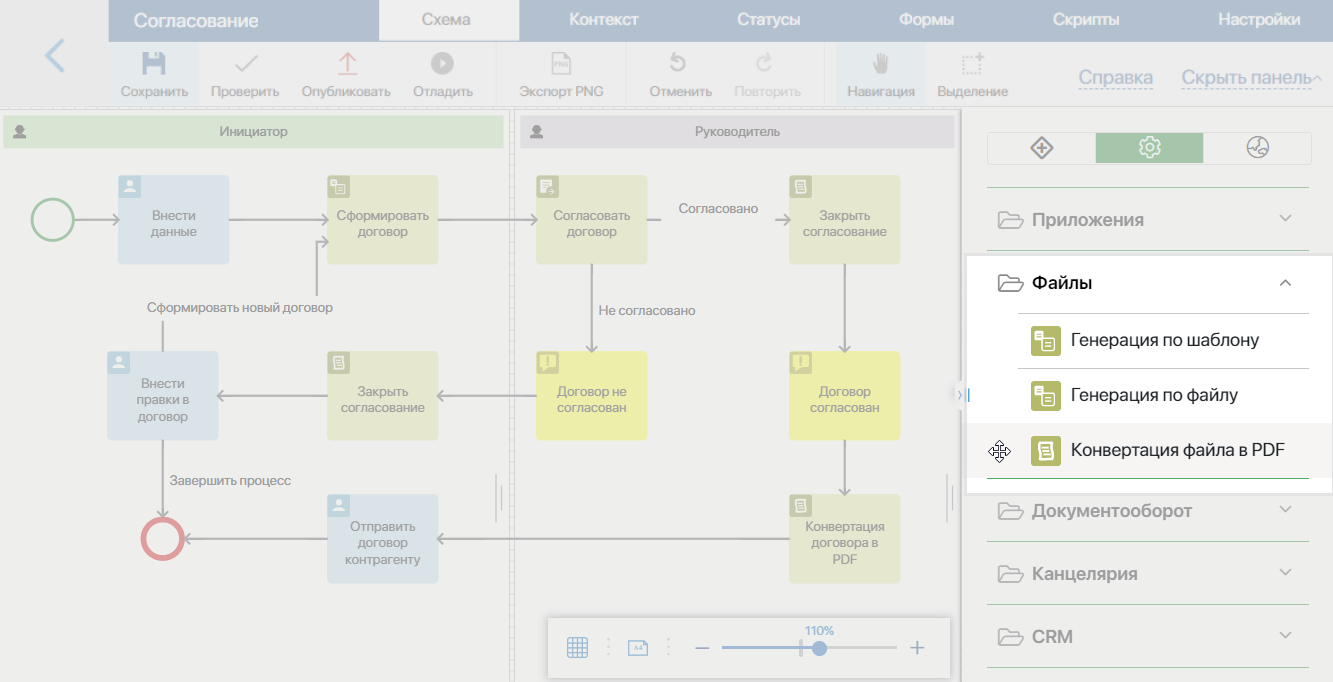 Согласование
Схема
Контекст
Статусы
Формы
Скрипты
Настройки
Сохранить
Проверить
Опубликовать
Отладить
PNG
Экспорт PNG
Отменить
Повторить
Навигация
Выделение
Справка
Скрыть панель
Инициатор
Руководитель
Внести
данные
Сформировать
договор
Согласовать
договор
Согласовано
Закрыть
согласование
Сформировать новый договор
Не согласовано
Внести
правки в
договор
Закрыть
согласование
Договор не
согласован
Договор
согласован
Завершить процесс
Отправить
договор
контрагенту
Конвертация
договора в
PDF
A4
110%
Приложения
Файлы
Генерация по шаблону
Генерация по файлу
Конвертация файла в PDF
Документооборот
Канцелярия
CRM